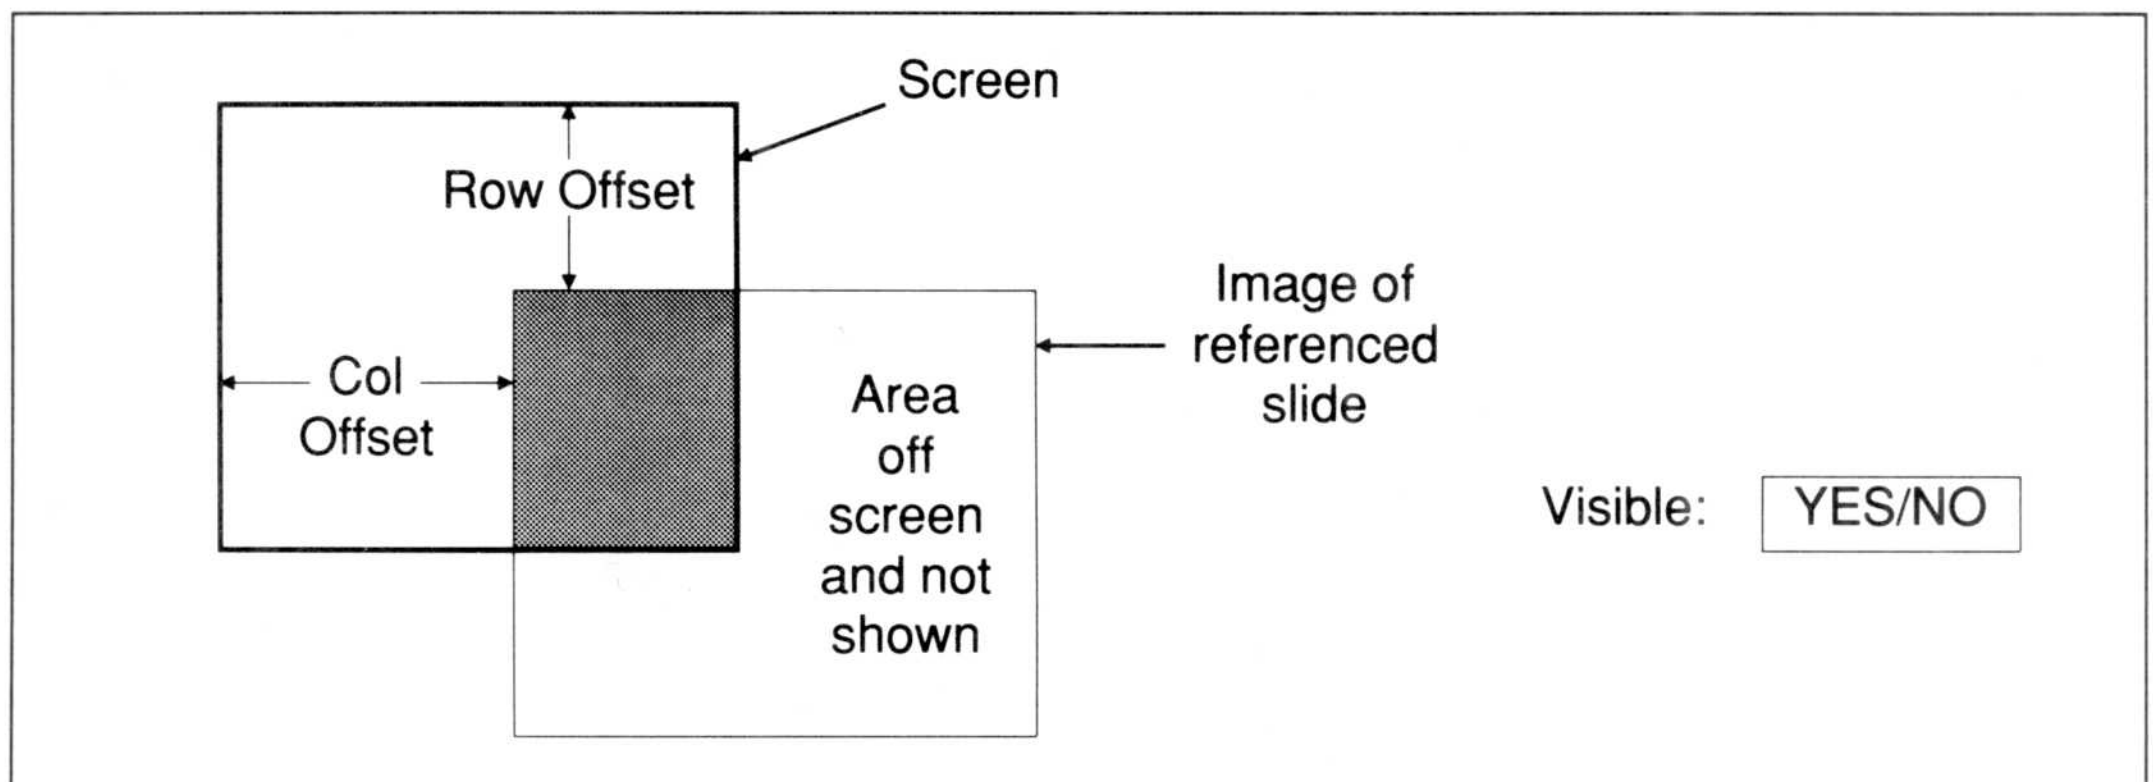 Screen
Row Offset
Image of
referenced
slide
Col
Offset
Area
off
screen
and not
shown
Visible: YES/NO